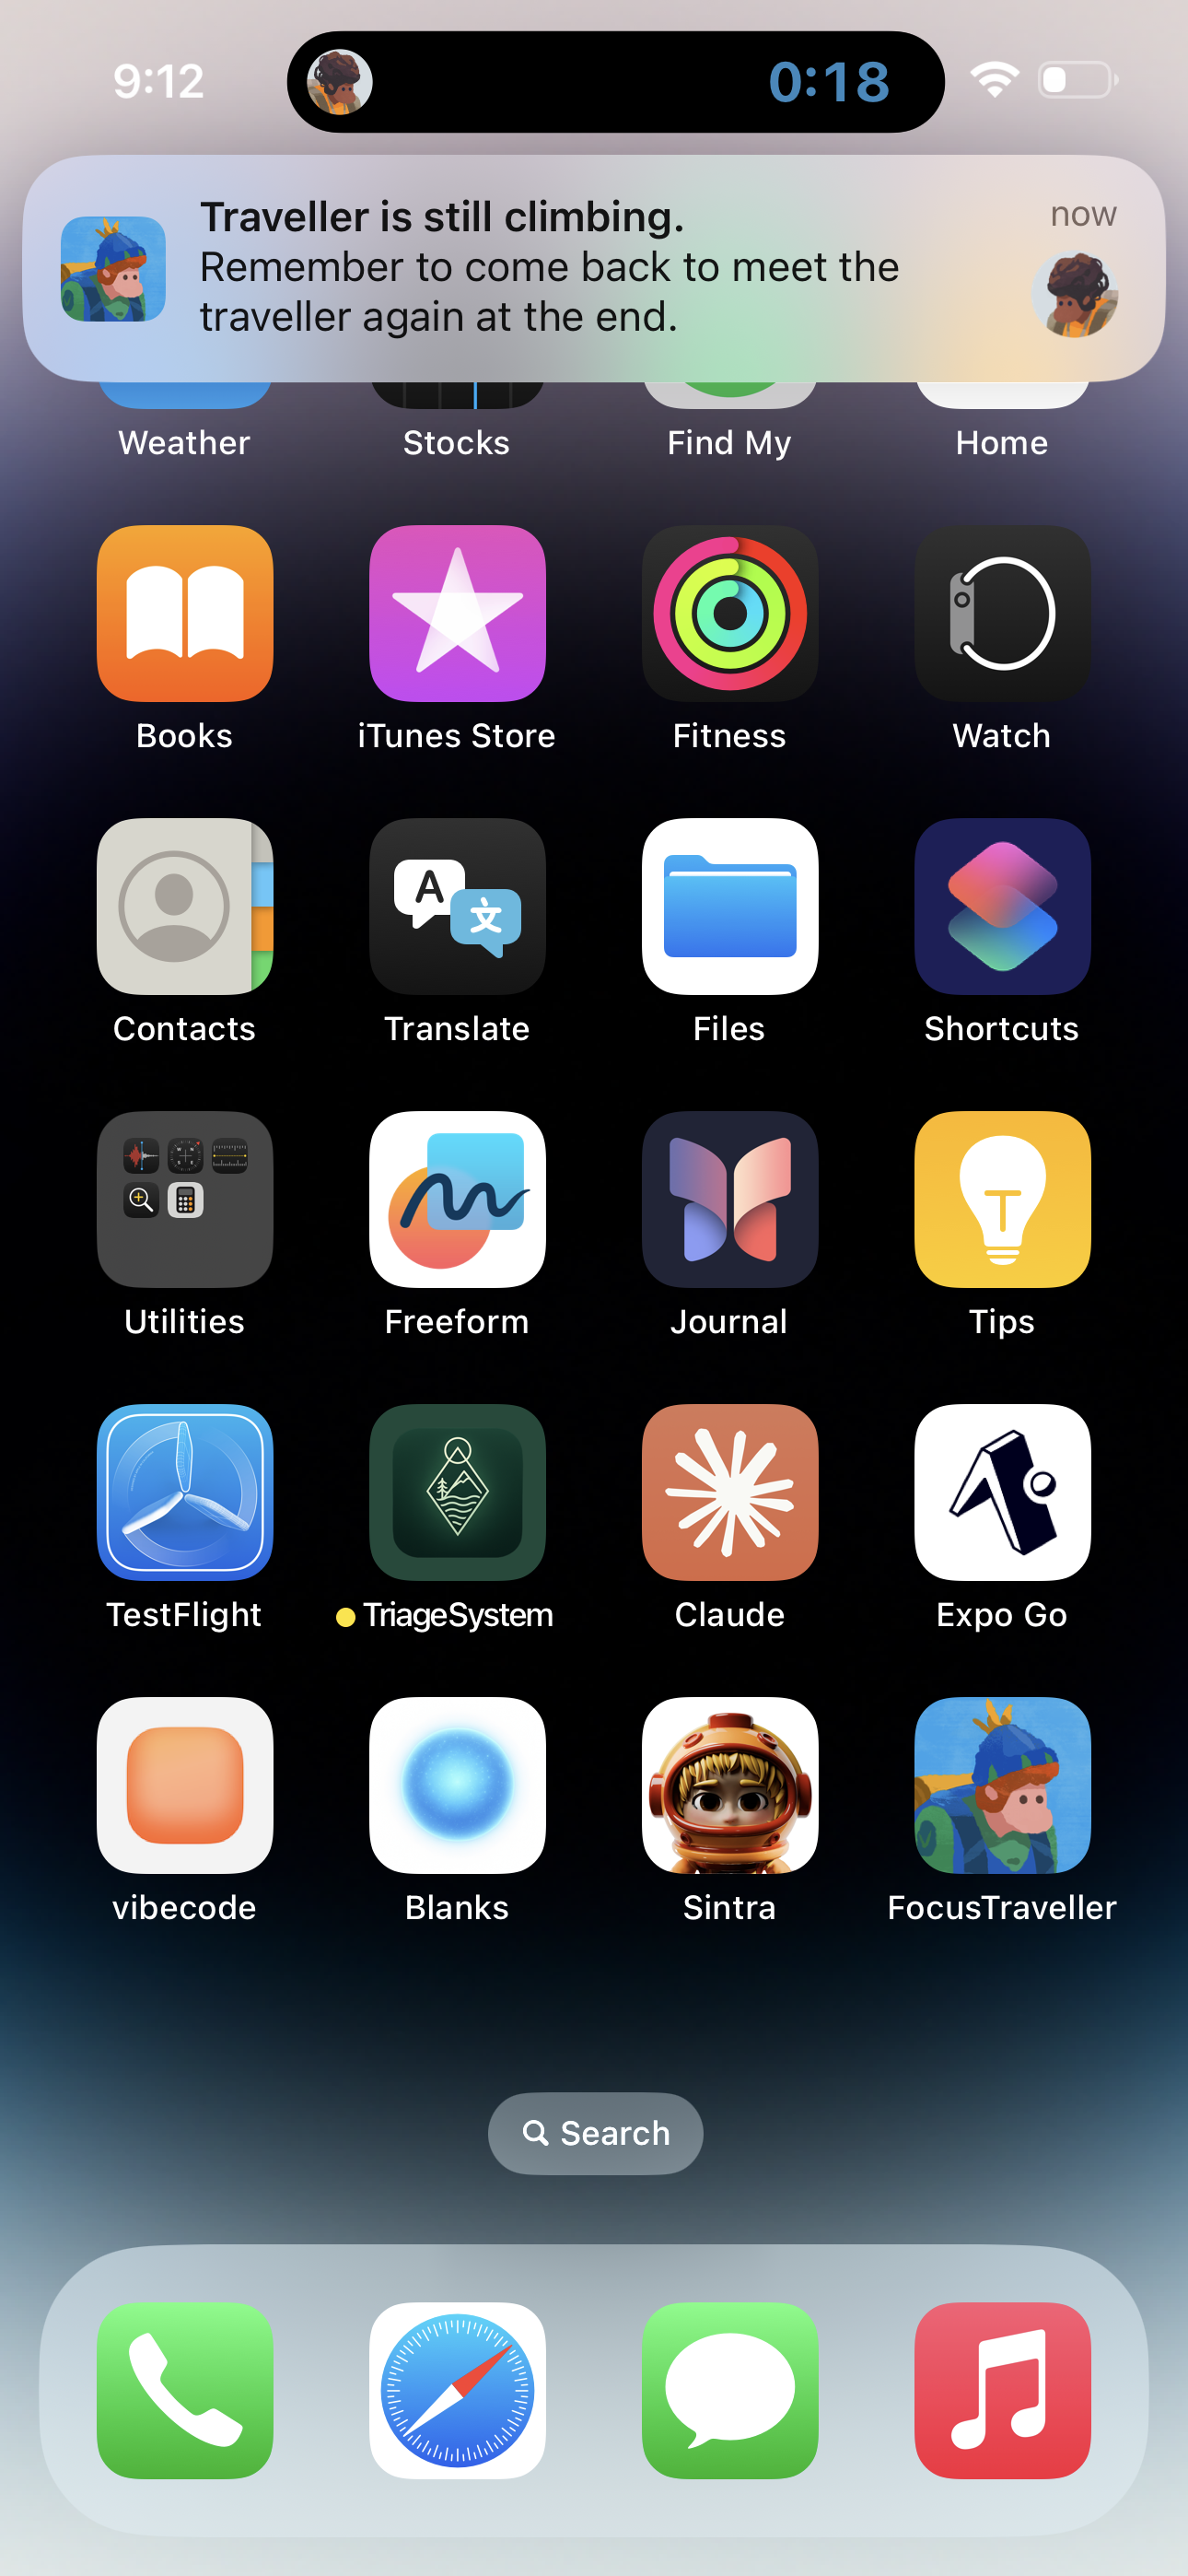 9:12
0:18
Traveller is still climbing.
now
Remember to come back to meet the
traveller again at the end.
Weather
Stocks
Find My
Home
Books
iTunes Store
Fitness
Watch
A
文
Contacts
Translate
Files
Shortcuts
Utilities
Freeform
Journal
Tips
TestFlight
TriageSystem
Claude
Expo Go
vibecode
Blanks
Sintra
FocusTraveller
Search